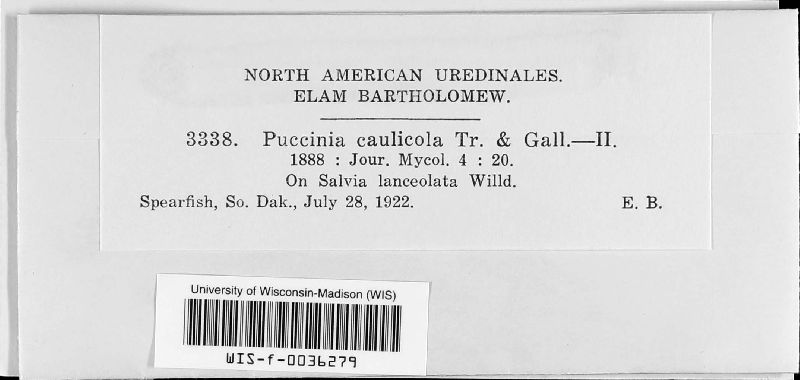 NORTH AMERICAN UREDINALES.
ELAM BARTHOLOMEW.
3338. Puccinia caulicola Tr. & Gall.—II.
1888 : Jour. Mycol. 4 : 20.
On Salvia lanceolata Willd.
Spearfish, So. Dak., July 28, 1922. E. B.
University of Wisconsin-Madison (WIS)
WIS-f-0036279